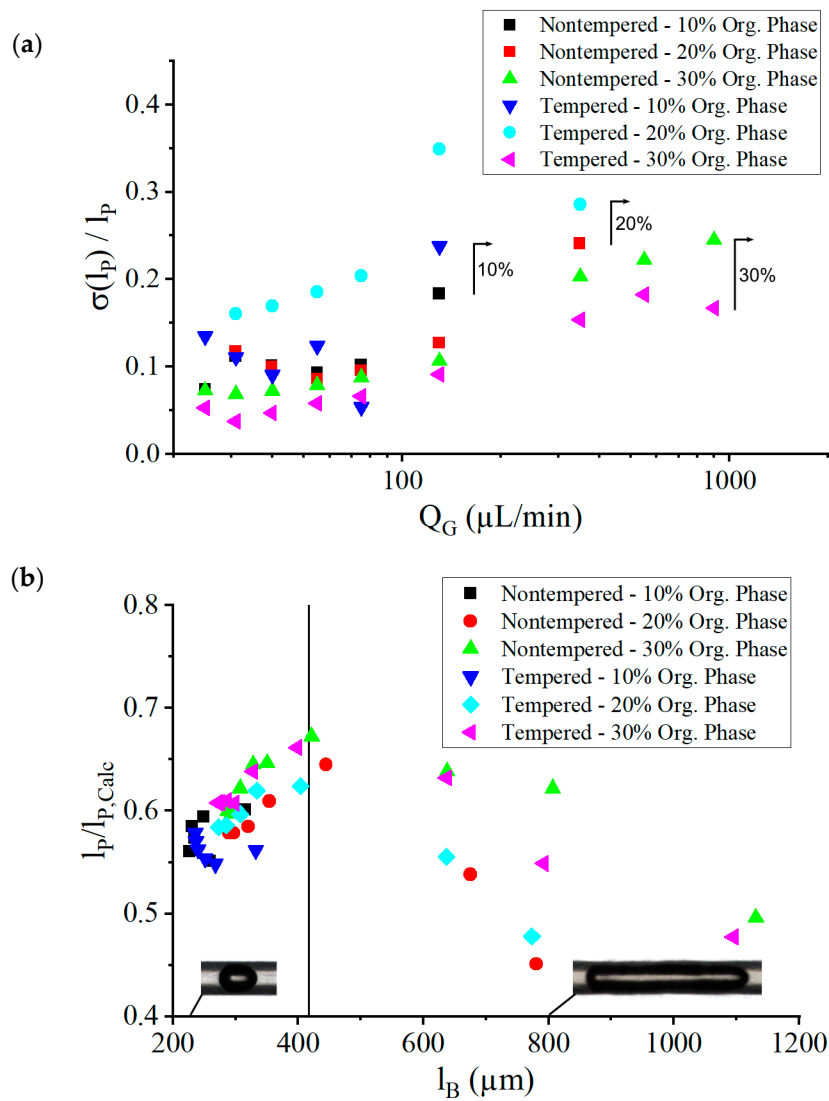 (a)
Nontempered - 10% Org. Phase
Nontempered - 20% Org. Phase
Nontempered - 30% Org. Phase
Tempered - 10% Org. Phase
Tempered - 20% Org. Phase
Tempered - 30% Org. Phase
0.4
0.3
0.2
0.1
0.0
σ(l_P) / l_P
10%
20%
30%
100
1000
Q_G (µL/min)
(b)
Nontempered - 10% Org. Phase
Nontempered - 20% Org. Phase
Nontempered - 30% Org. Phase
Tempered - 10% Org. Phase
Tempered - 20% Org. Phase
Tempered - 30% Org. Phase
0.8
0.7
0.6
0.5
0.4
l_P/l_P,Calc
200
400
600
800
1000
1200
l_B (µm)